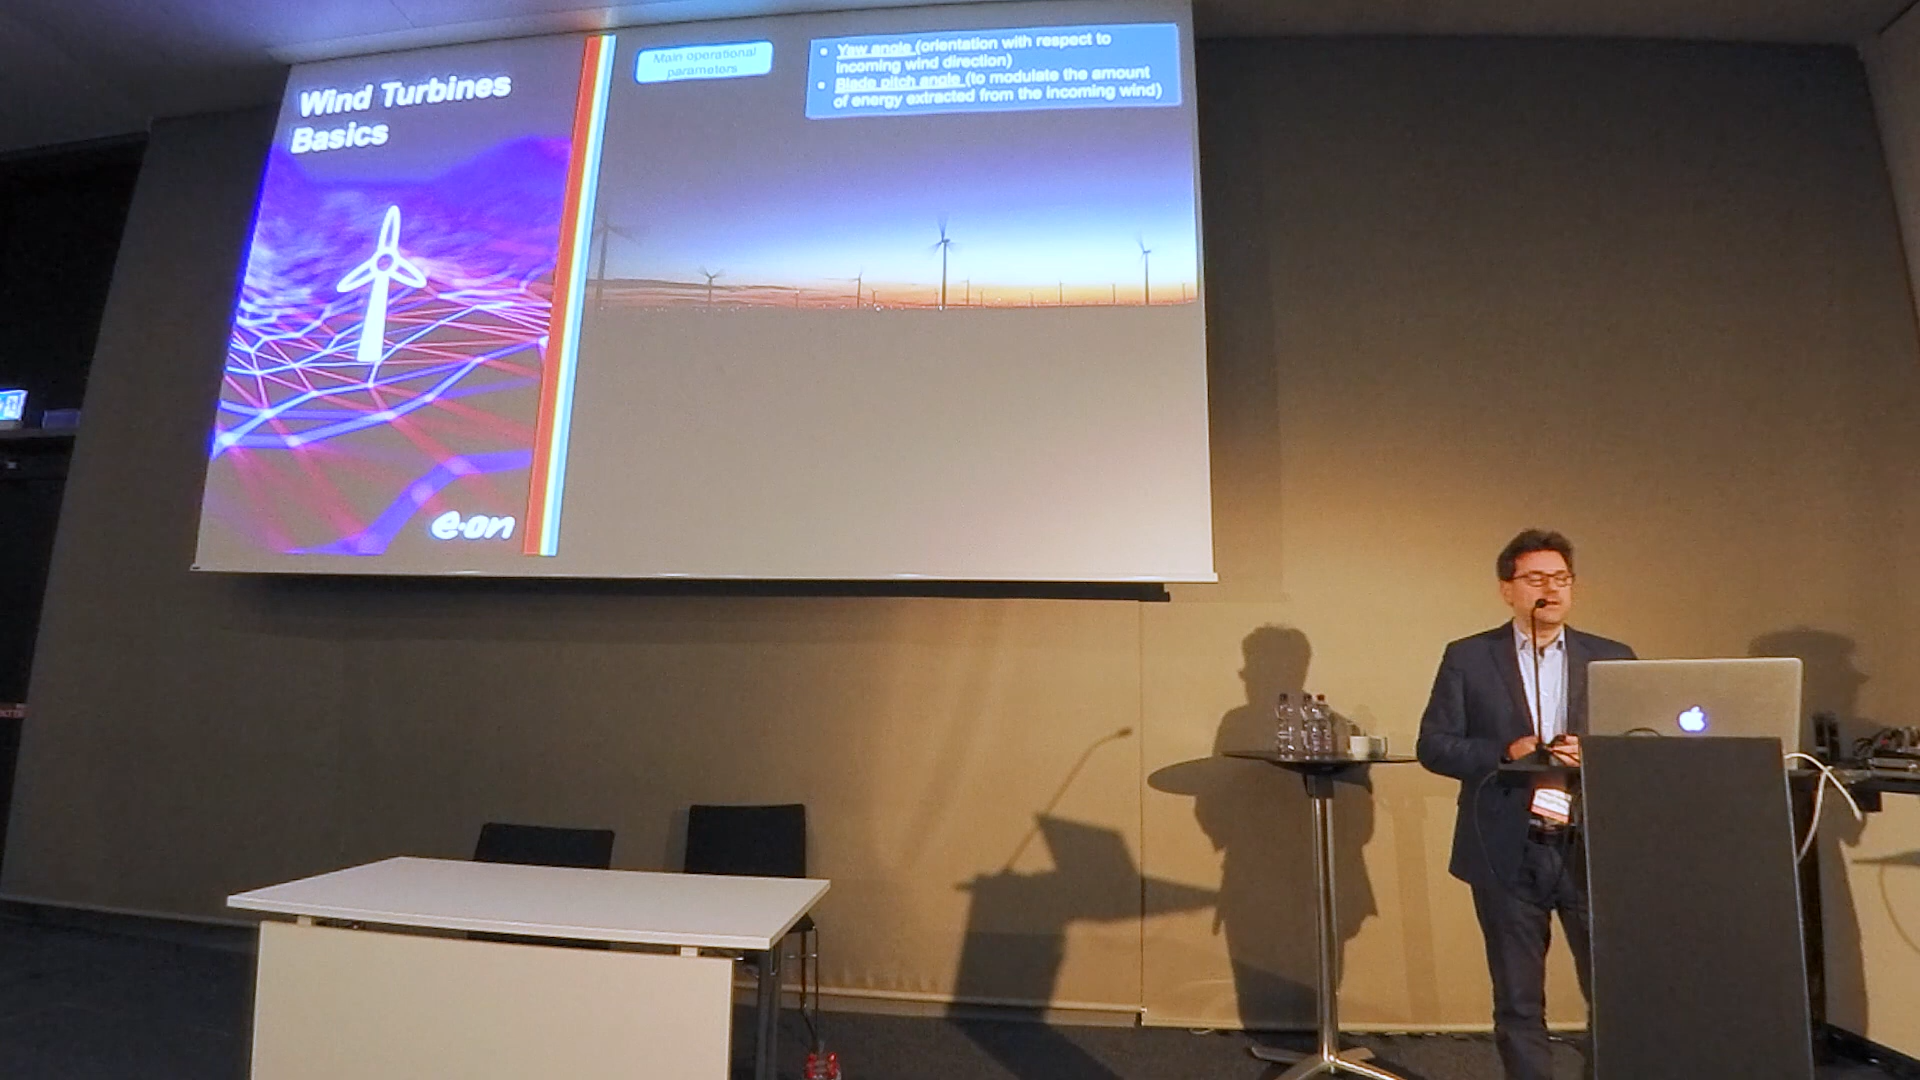 Wind Turbines
Basics
e·on
Main operational
parameters
• Yaw angle (orientation with respect to
incoming wind direction)
• Blade pitch angle (to modulate the amount
of energy extracted from the incoming wind)